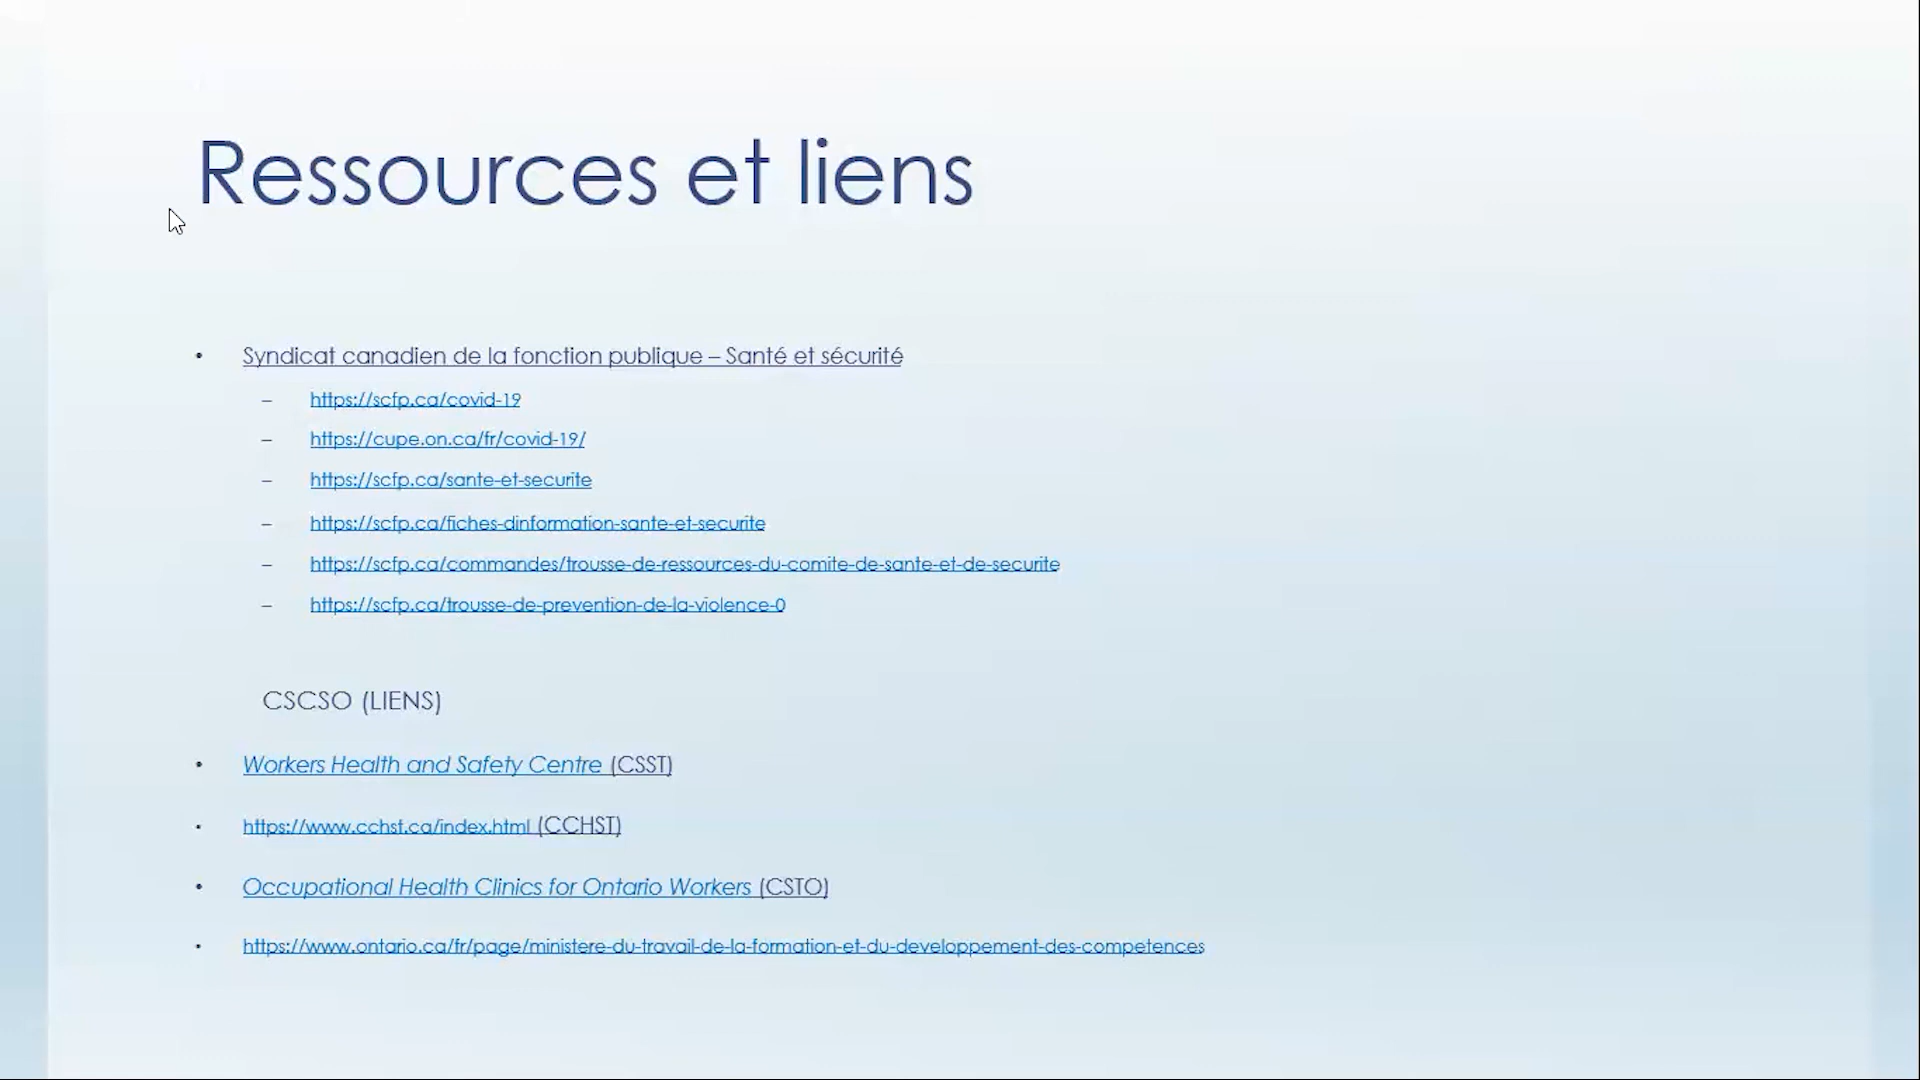 Ressources et liens
• Syndicat canadien de la fonction publique – Santé et sécurité
– https://scfp.ca/covid-19
– https://cupe.on.ca/fr/covid-19/
– https://scfp.ca/sante-et-securite
– https://scfp.ca/fiches-dinformation-sante-et-securite
– https://scfp.ca/commandes/trousse-de-ressources-du-comite-de-sante-et-de-securite
– https://scfp.ca/trousse-de-prevention-de-la-violence-0
CSCSO (LIENS)
• Workers Health and Safety Centre (CSST)
• https://www.cchst.ca/index.html (CCHST)
• Occupational Health Clinics for Ontario Workers (CSTO)
• https://www.ontario.ca/fr/page/ministere-du-travail-de-la-formation-et-du-developpement-des-competences